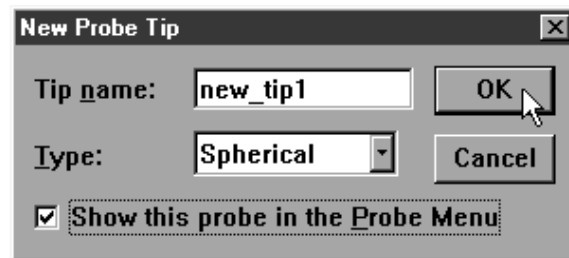 New Probe Tip
Tip name: new_tip1 OK
Type: Spherical Cancel
Show this probe in the Probe Menu